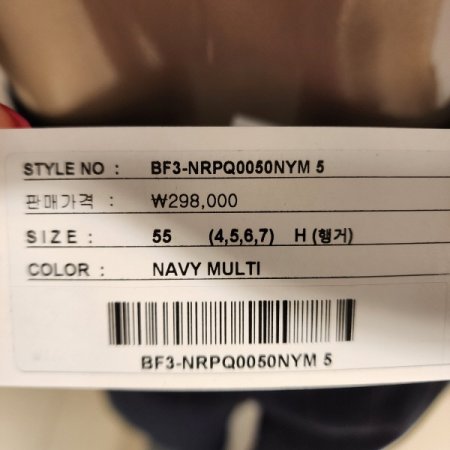 STYLE NO : BF3-NRPQ0050NYM 5
판매가격 : ₩298,000
SIZE : 55 (4,5,6,7) H (행거)
COLOR : NAVY MULTI
BF3-NRPQ0050NYM 5